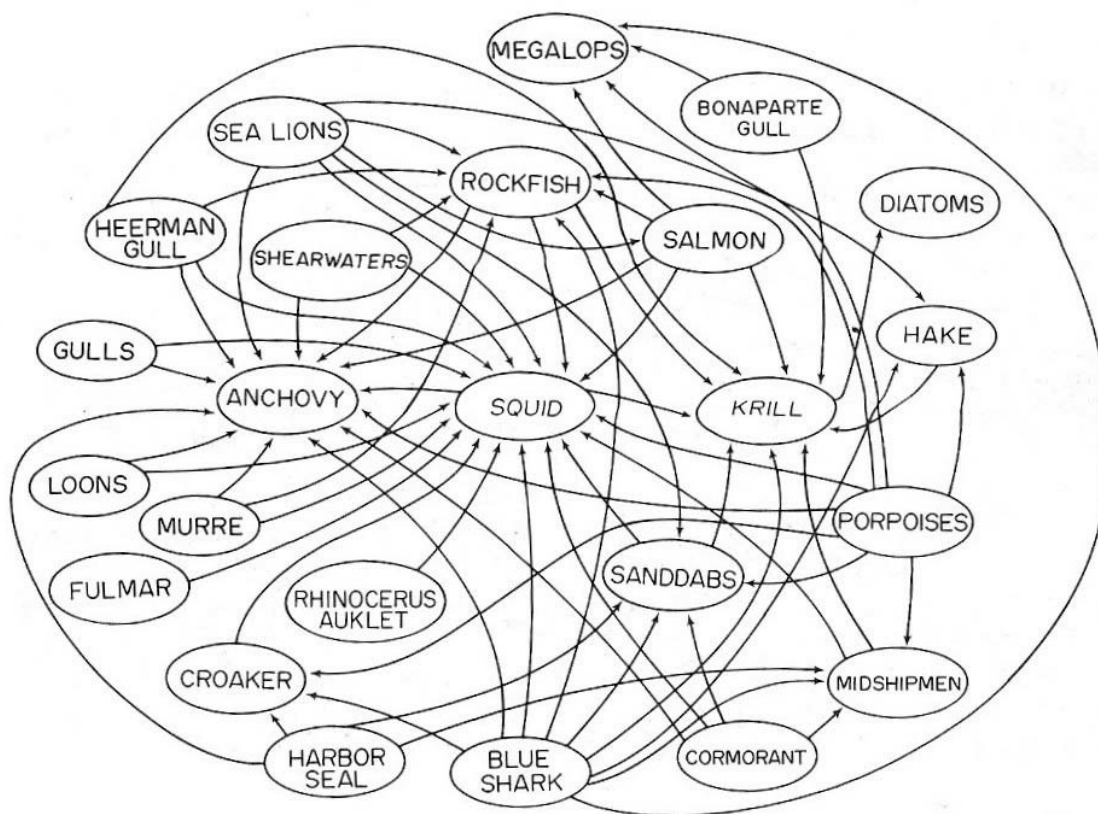 MEGALOPS
BONAPARTE
GULL
SEA LIONS
ROCKFISH
DIATOMS
HEERMAN
GULL
SHEARWATERS
SALMON
HAKE
GULLS
ANCHOVY
SQUID
KRILL
LOONS
MURRE
PORPOISES
FULMAR
RHINOCERUS
AUKLET
SANDDABS
CROAKER
MIDSHIPMEN
HARBOR
SEAL
BLUE
SHARK
CORMORANT